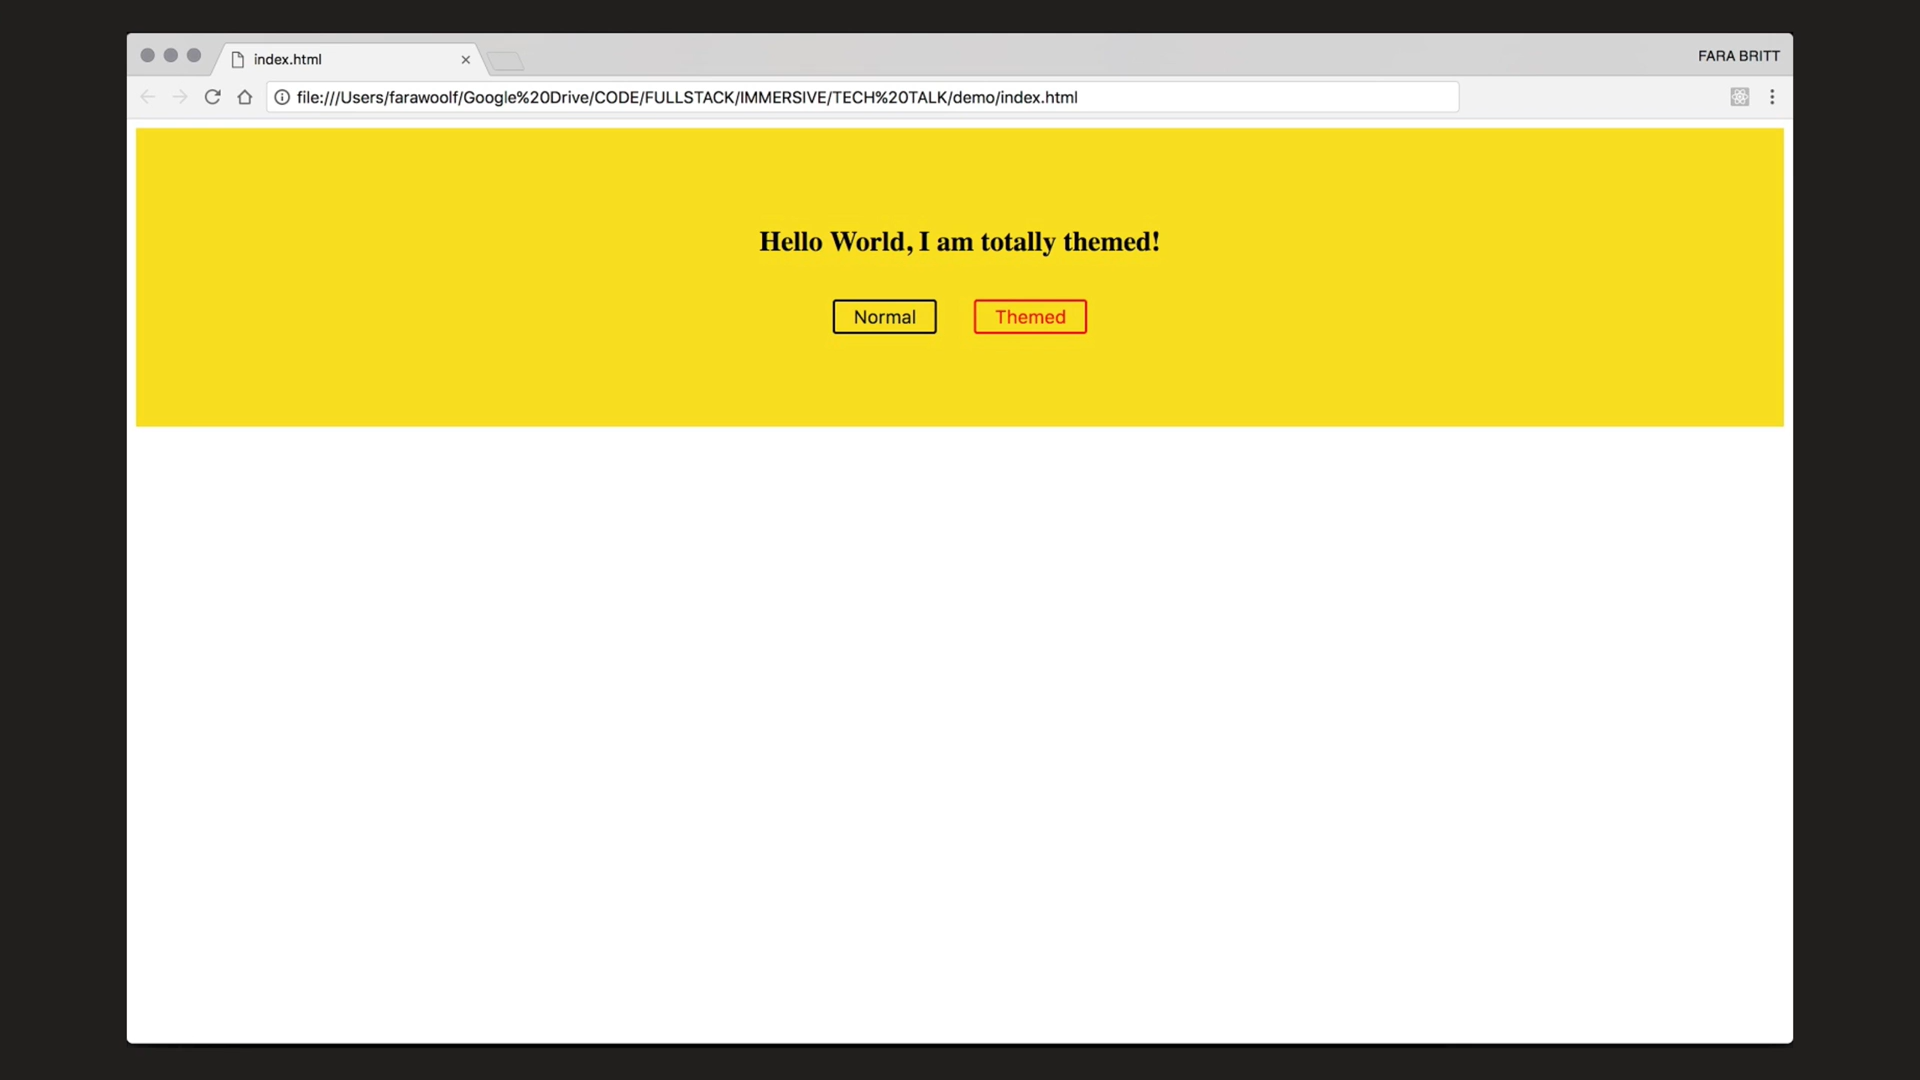 index.html
FARA BRITT
file:///Users/farawoolf/Google%20Drive/CODE/FULLSTACK/IMMERSIVE/TECH%20TALK/demo/index.html
Hello World, I am totally themed!
Normal Themed